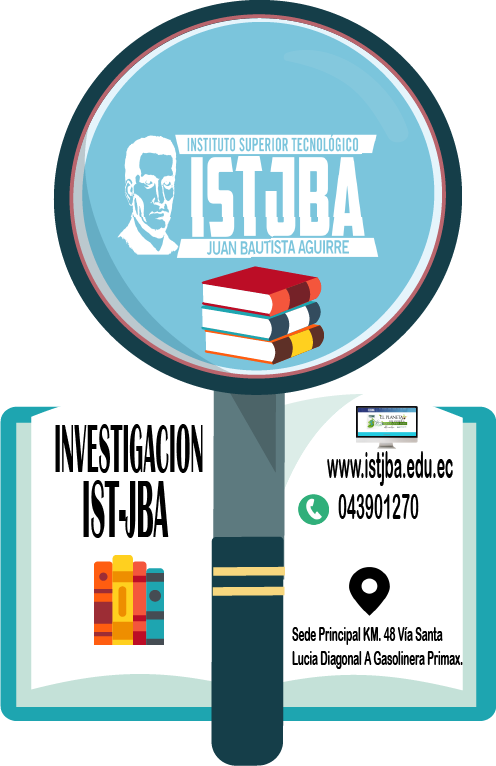 INSTITUTO SUPERIOR TECNOLÓGICO
ISTJBA
JUAN BAUTISTA AGUIRRE
INVESTIGACION
IST-JBA
www.istjba.edu.ec
043901270
Sede Principal KM. 48 Vía Santa
Lucia Diagonal A Gasolinera Primax.